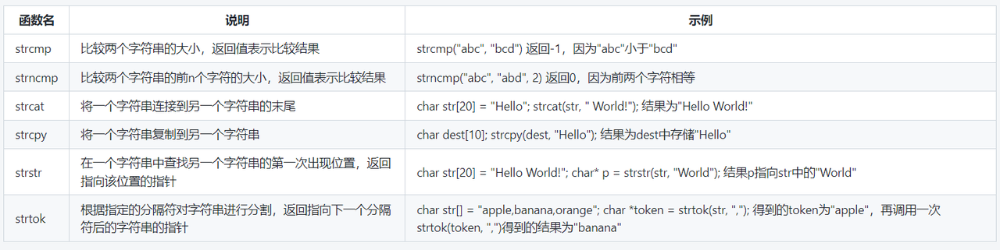 函数名 说明 示例
strcmp 比较两个字符串的大小，返回值表示比较结果 strcmp("abc", "bcd") 返回-1，因为"abc"小于"bcd"
strncmp 比较两个字符串的前n个字符的大小，返回值表示比较结果 strncmp("abc", "abd", 2) 返回0，因为前两个字符相等
strcat 将一个字符串连接到另一个字符串的末尾 char str[20] = "Hello"; strcat(str, " World!"); 结果为"Hello World!"
strcpy 将一个字符串复制到另一个字符串 char dest[10]; strcpy(dest, "Hello"); 结果为dest中存储"Hello"
strstr
在一个字符串中查找另一个字符串的第一次出现位置，返回
指向该位置的指针
char str[20] = "Hello World!"; char* p = strstr(str, "World"); 结果p指向str中的"World"
strtok
根据指定的分隔符对字符串进行分割，返回指向下一个分隔
符后的字符串的指针
char str[] = "apple,banana,orange"; char *token = strtok(str, ","); 得到的token为"apple"，再调用一次
strtok(token, ",")得到的结果为"banana"